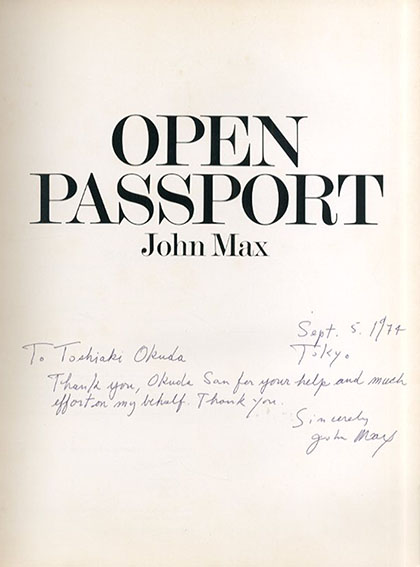 OPEN
PASSPORT
John Max
Sept. 5. 1974
Tokyo
To Toshiaki Okuda
Thank you, Okuda San for your help and much
effort on my behalf. Thank you.
Sincerely
John Max